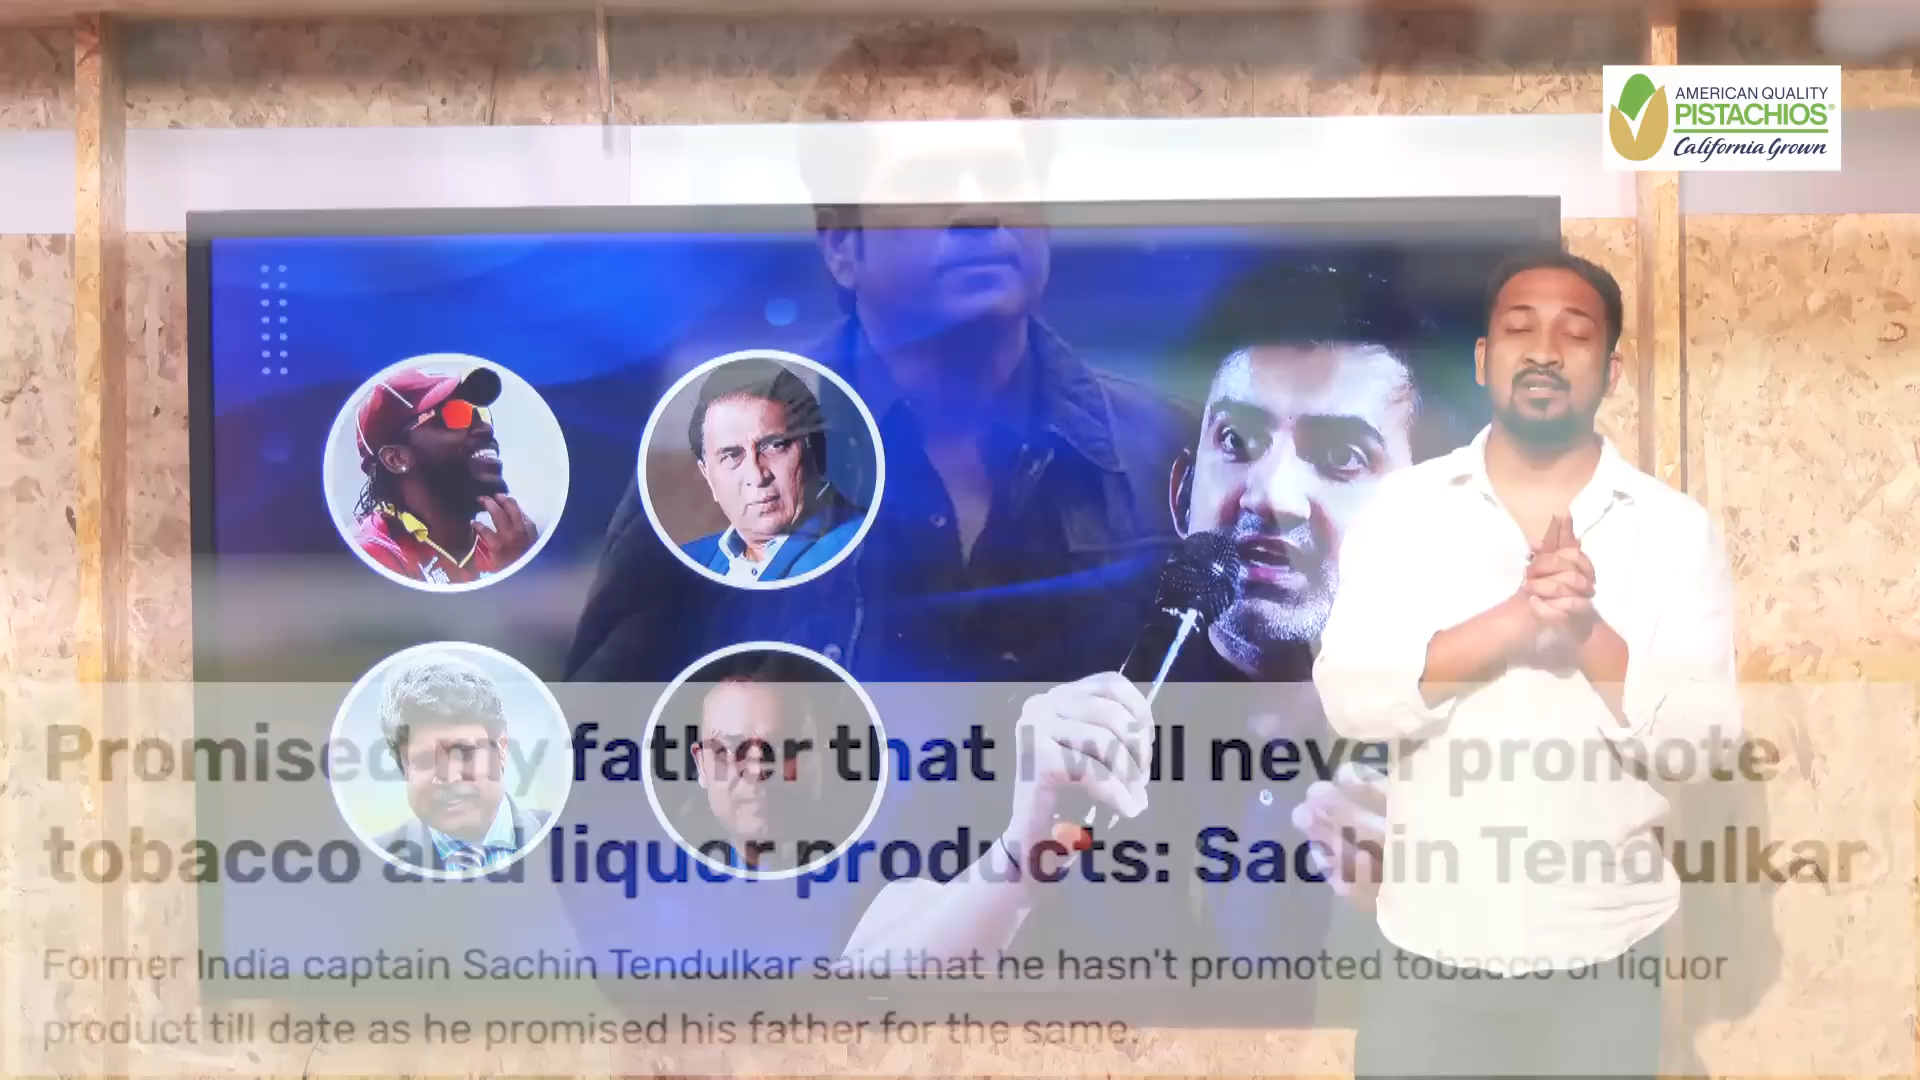 AMERICAN QUALITY
PISTACHIOS®
California Grown
Promised my father that I will never promote
tobacco and liquor products: Sachin Tendulkar
Former India captain Sachin Tendulkar said that he hasn't promoted tobacco or liquor
product till date as he promised his father for the same.